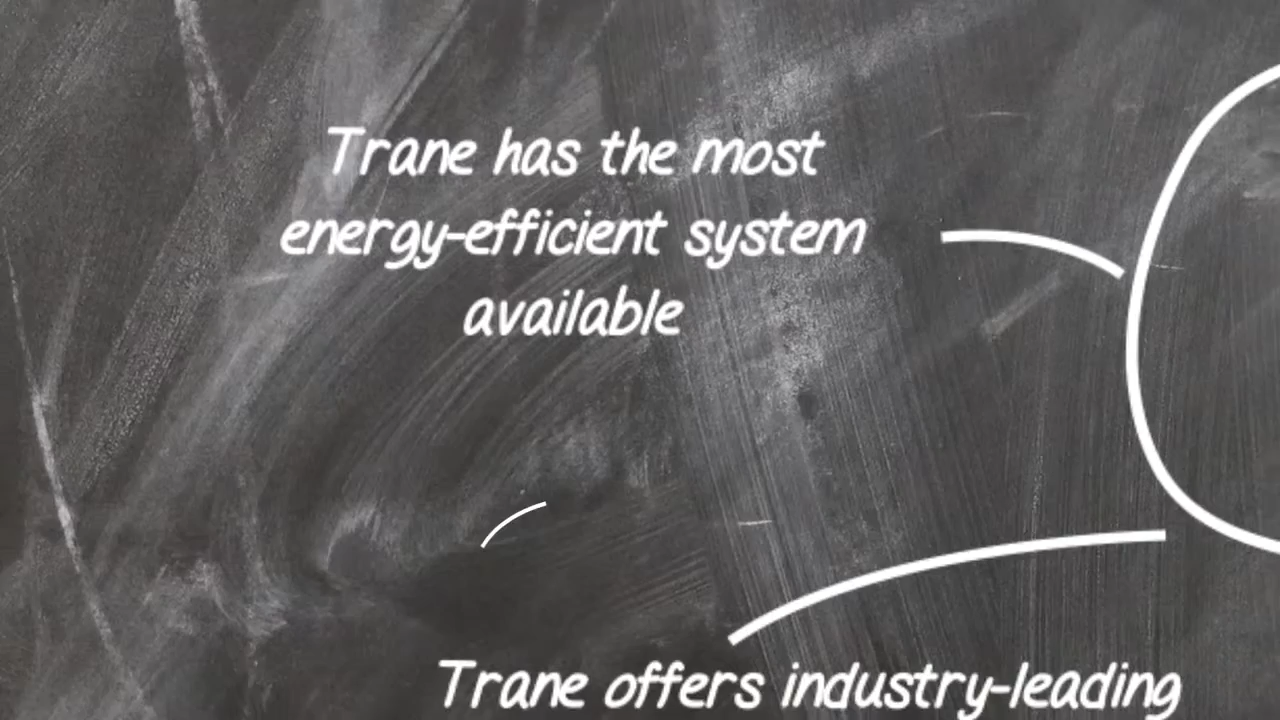 Trane has the most
energy-efficient system
available
Trane offers industry-leading